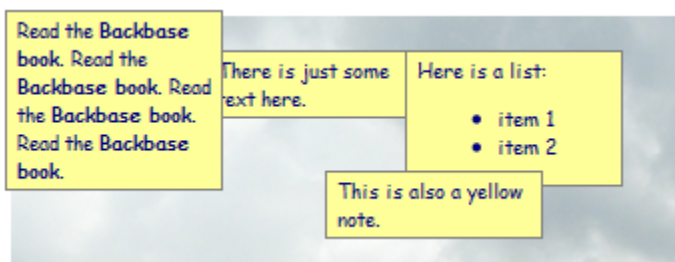 Read the Backbase
book. Read the
Backbase book. Read
the Backbase book.
Read the Backbase
book.
There is just some
text here.
Here is a list:
• item 1
• item 2
This is also a yellow
note.